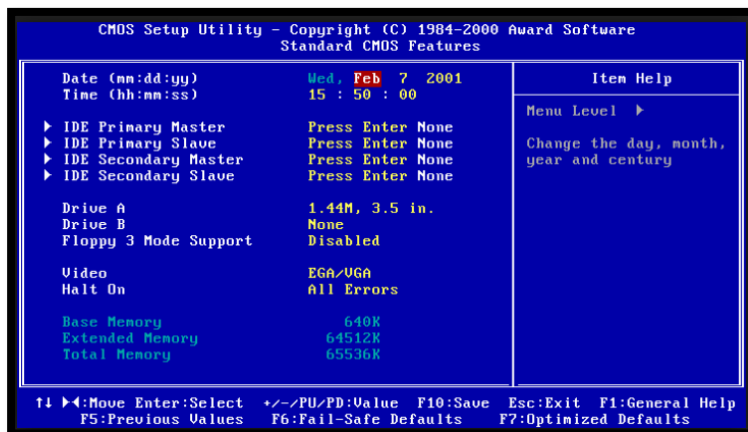 CMOS Setup Utility - Copyright (C) 1984-2000 Award Software
Standard CMOS Features
Date (mm:dd:yy) Wed, Feb 7 2001
Time (hh:mm:ss) 15 : 50 : 00
IDE Primary Master Press Enter None
IDE Primary Slave Press Enter None
IDE Secondary Master Press Enter None
IDE Secondary Slave Press Enter None
Drive A 1.44M, 3.5 in.
Drive B None
Floppy 3 Mode Support Disabled
Video EGA/VGA
Halt On All Errors
Base Memory 640K
Extended Memory 64512K
Total Memory 65536K
Item Help
Menu Level ▶
Change the day, month,
year and century
↑↓ ▶◀:Move Enter:Select +/-/PU/PD:Value F10:Save Esc:Exit F1:General Help
F5:Previous Values F6:Fail-Safe Defaults F7:Optimized Defaults